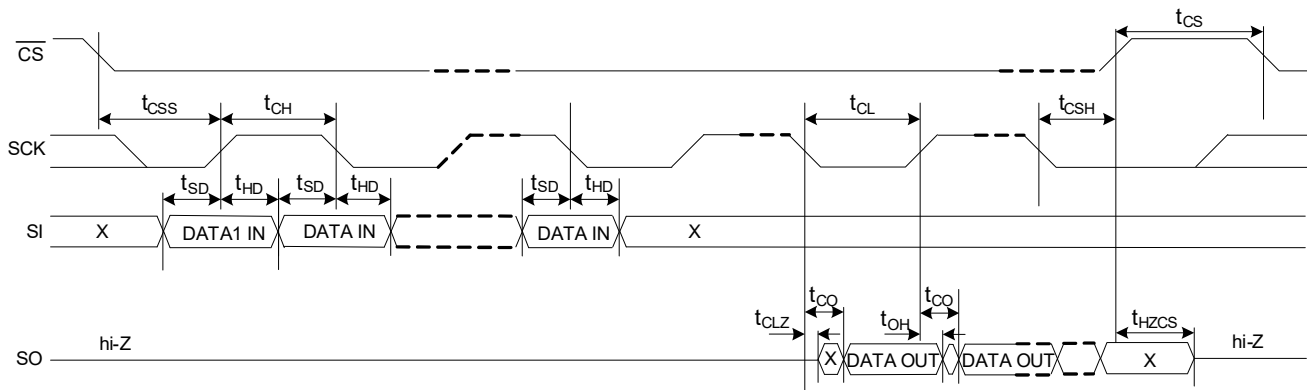 CS tCS
tCSS tCH tCL tCSH
SCK
tSD tHD tSD tHD tSD tHD
SI X DATA1 IN DATA IN DATA IN X
tCO tCO
tCLZ tOH tHZCS
SO hi-Z X DATA OUT DATA OUT X hi-Z